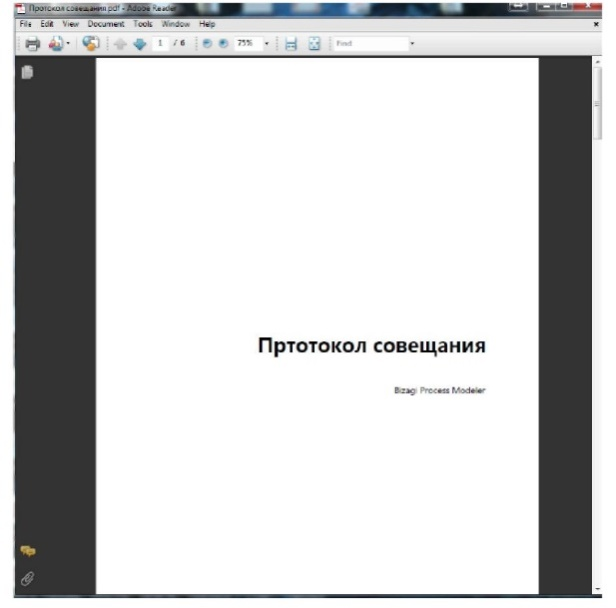 Протокол совещания.pdf - Adobe Reader
File Edit View Document Tools Window Help
1 / 6 75% Find
Пртотокол совещания
Bizagi Process Modeler